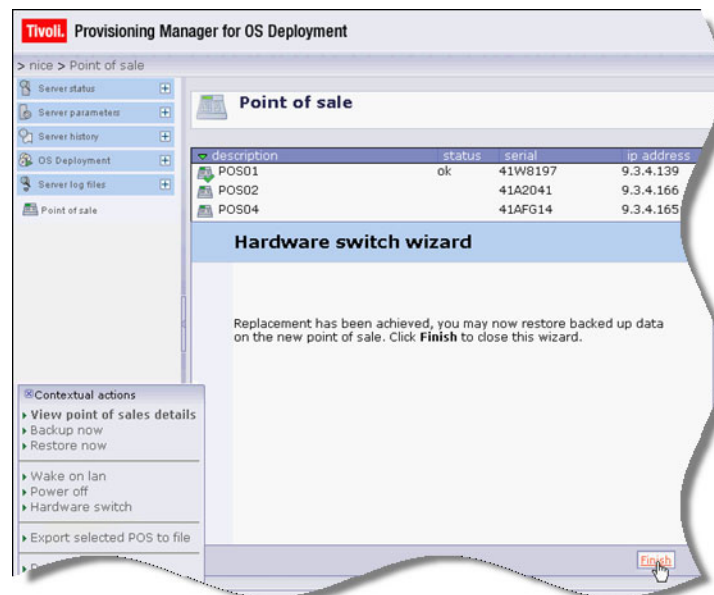 Tivoli. Provisioning Manager for OS Deployment
> nice > Point of sale
Server status
Server parameters
Server history
OS Deployment
Server log files
Point of sale
Point of sale
description status serial ip address
POS01 ok 41W8197 9.3.4.139
POS02 41A2041 9.3.4.166
POS04 41AFG14 9.3.4.165
Hardware switch wizard
Replacement has been achieved, you may now restore backed up data
on the new point of sale. Click Finish to close this wizard.
Contextual actions
View point of sales details
Backup now
Restore now
Wake on lan
Power off
Hardware switch
Export selected POS to file
Finish